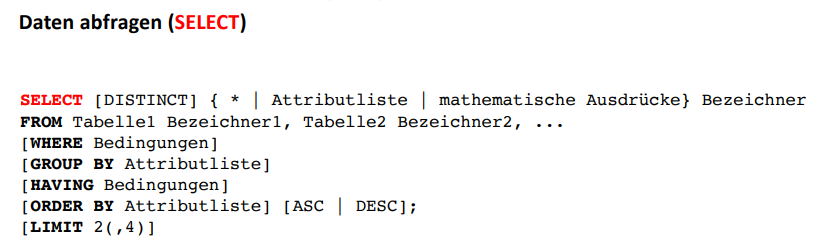 Daten abfragen (SELECT)
SELECT [DISTINCT] { * | Attributliste | mathematische Ausdrücke} Bezeichner
FROM Tabelle1 Bezeichner1, Tabelle2 Bezeichner2, ...
[WHERE Bedingungen]
[GROUP BY Attributliste]
[HAVING Bedingungen]
[ORDER BY Attributliste] [ASC | DESC];
[LIMIT 2(,4)]